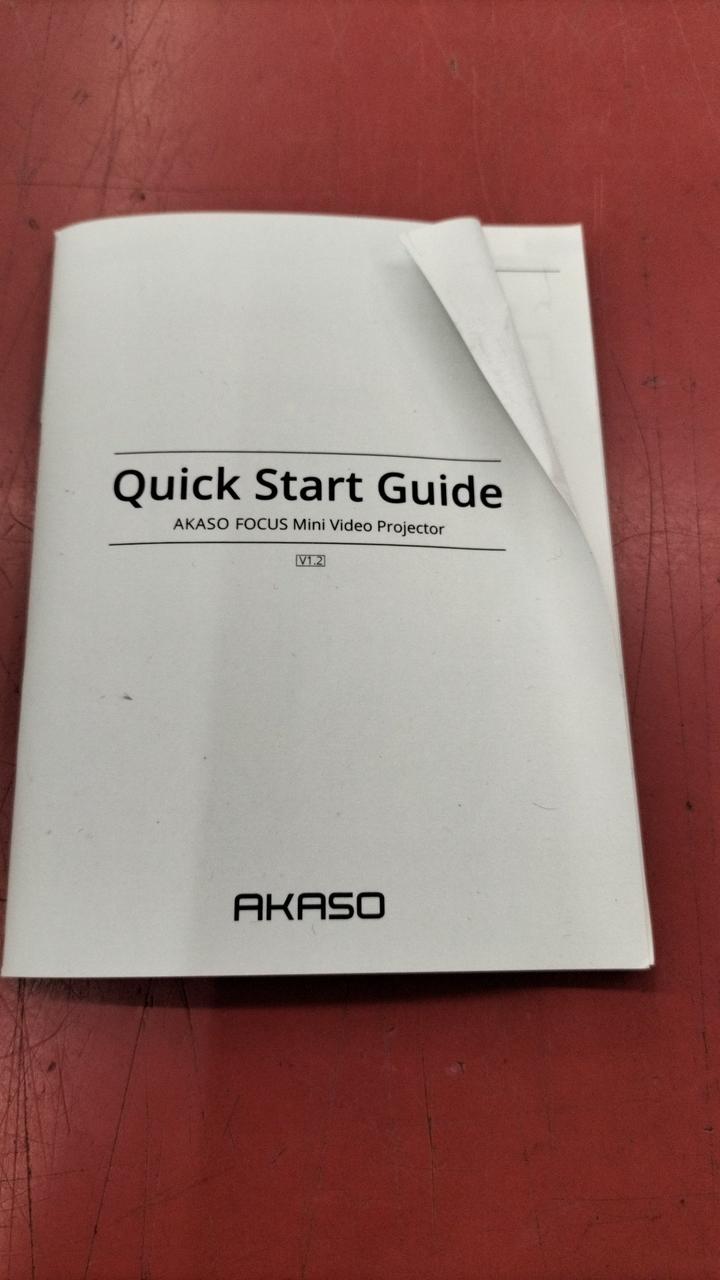 Quick Start Guide
AKASO FOCUS Mini Video Projector
V1.2
AKASO